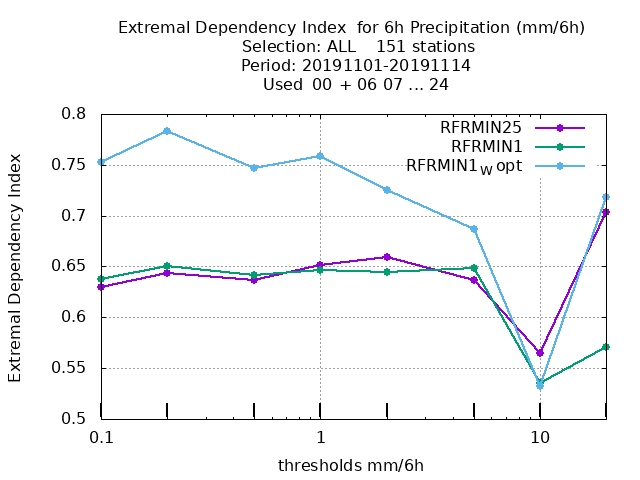 Extremal Dependency Index  for 6h Precipitation (mm/6h)
Selection: ALL    151 stations
Period: 20191101-20191114
Used  00 + 06 07 ... 24
RFRMIN25
RFRMIN1
RFRMIN1w opt
Extremal Dependency Index
0.8
0.75
0.7
0.65
0.6
0.55
0.5
0.1 1 10
thresholds mm/6h